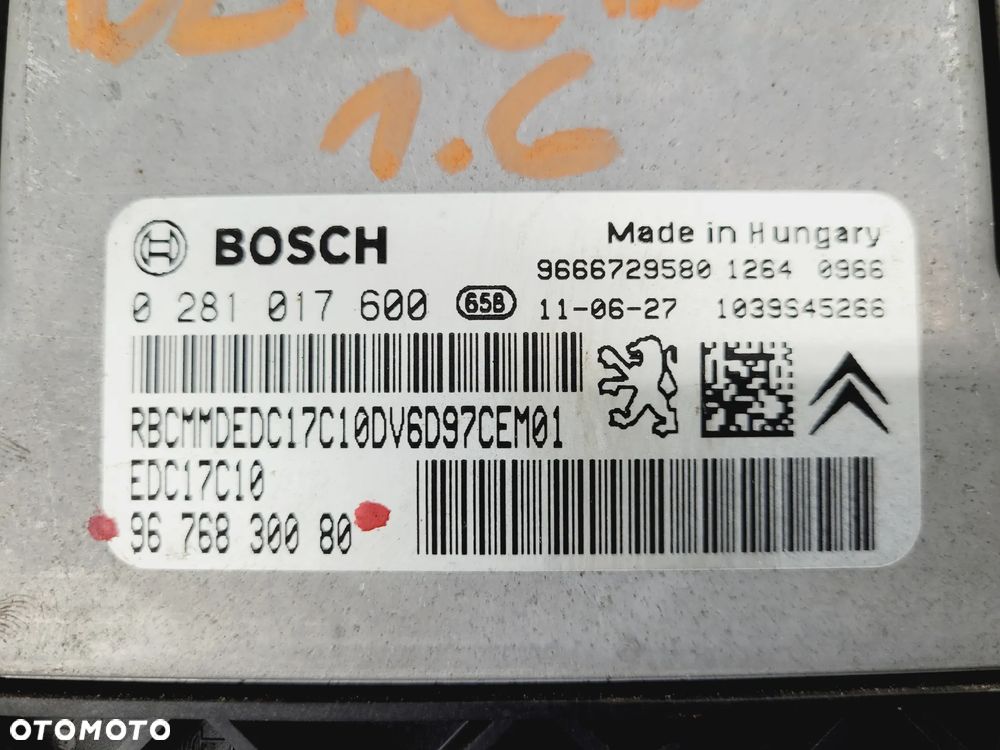 1.6
BOSCH
Made in Hungary
9666729580 1264 0966
0 281 017 600 65B 11-06-27 1039S45266
RBCMMDEDC17C10DV6D97CEM01
EDC17C10
96 768 300 80
OTOMOTO